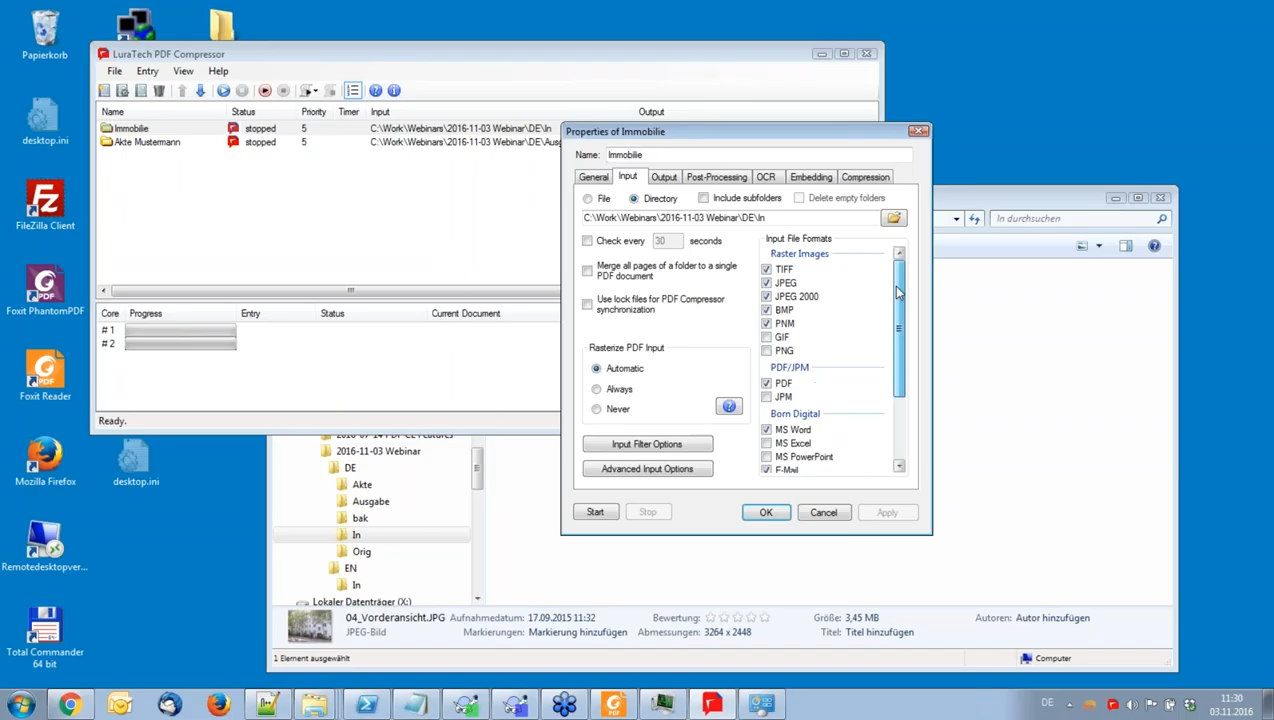 Papierkorb
desktop.ini
FileZilla Client
Foxit PhantomPDF
Foxit Reader
Mozilla Firefox
desktop.ini
Remotedesktopver...
Total Commander
64 bit
LuraTech PDF Compressor
File Entry View Help
Name Status Priority Timer Input Output
Immobilie stopped 5 C:\Work\Webinars\2016-11-03 Webinar\DE\In
Akte Mustermann stopped 5 C:\Work\Webinars\2016-11-03 Webinar\DE\Ausg
Core Progress Entry Status Current Document
# 1
# 2
Ready.
Properties of Immobilie
Name: Immobilie
General Input Output Post-Processing OCR Embedding Compression
File Directory Include subfolders Delete empty folders
C:\Work\Webinars\2016-11-03 Webinar\DE\In
Check every 30 seconds
Merge all pages of a folder to a single
PDF document
Use lock files for PDF Compressor
synchronization
Rasterize PDF Input
Automatic
Always
Never
Input Filter Options
Advanced Input Options
Input File Formats
Raster Images
TIFF
JPEG
JPEG 2000
BMP
PNM
GIF
PNG
PDF/JPM
PDF
JPM
Born Digital
MS Word
MS Excel
MS PowerPoint
E-Mail
Start Stop OK Cancel Apply
In durchsuchen
2016-11-03 Webinar
DE
Akte
Ausgabe
bak
In
Orig
EN
In
Lokaler Datenträger (X:)
04_Vorderansicht.JPG Aufnahmedatum: 17.09.2015 11:32 Bewertung: Größe: 3,45 MB Autoren: Autor hinzufügen
JPEG-Bild Markierungen: Markierung hinzufügen Abmessungen: 3264 x 2448 Titel: Titel hinzufügen
1 Element ausgewählt Computer
DE 11:30
03.11.2016